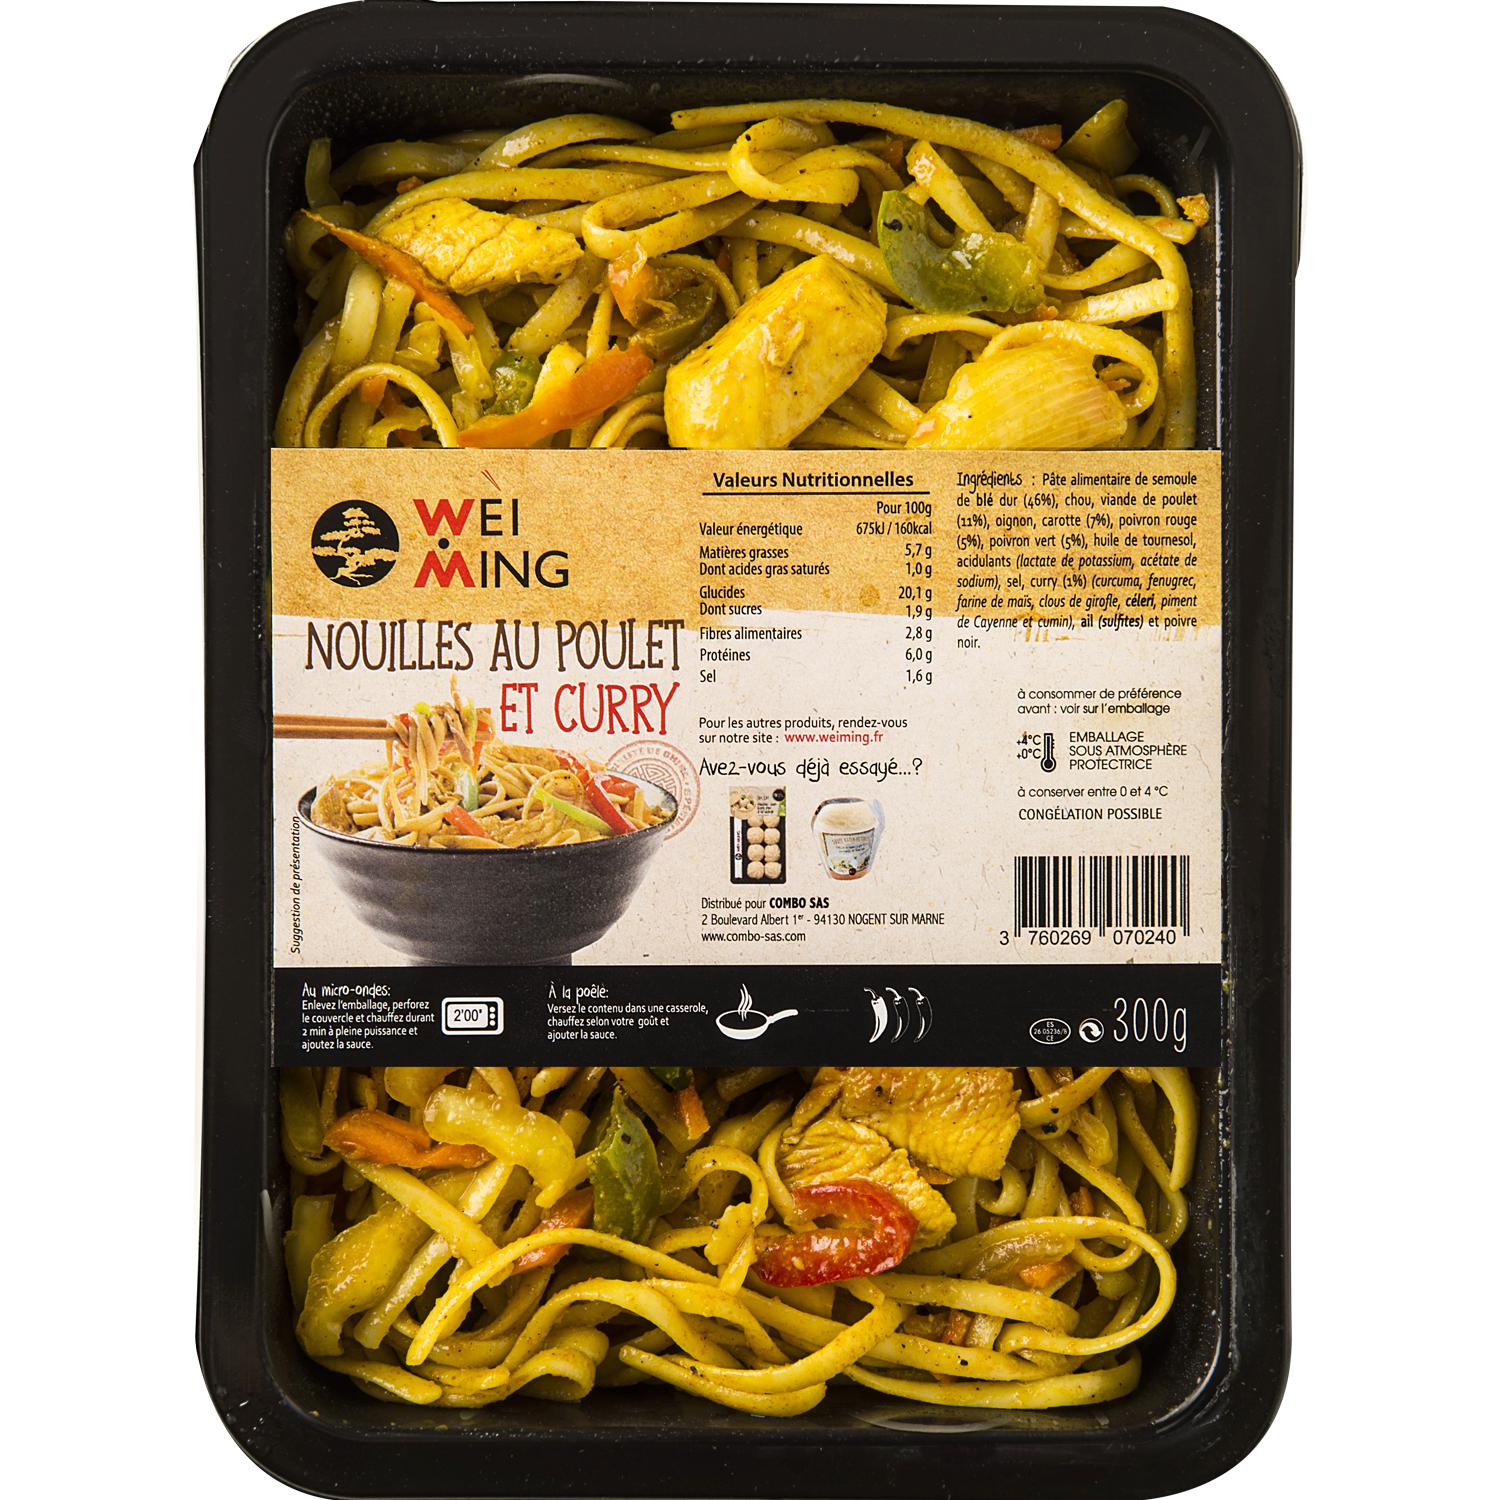 WÈI
MING
NOUILLES AU POULET
ET CURRY
Suggestion de présentation
Valeurs Nutritionnelles
Pour 100g
Valeur énergétique 675kJ / 160kcal
Matières grasses 5,7 g
Dont acides gras saturés 1,0 g
Glucides 20,1 g
Dont sucres 1,9 g
Fibres alimentaires 2,8 g
Protéines 6,0 g
Sel 1,6 g
Pour les autres produits, rendez-vous
sur notre site : www.weiming.fr
Avez-vous déjà essayé...?
Distribué pour COMBO SAS
2 Boulevard Albert 1er - 94130 NOGENT SUR MARNE
www.combo-sas.com
Ingrédients : Pâte alimentaire de semoule
de blé dur (46%), chou, viande de poulet
(11%), oignon, carotte (7%), poivron rouge
(5%), poivron vert (5%), huile de tournesol,
acidulants (lactate de potassium, acétate de
sodium), sel, curry (1%) (curcuma, fenugrec,
farine de maïs, clous de girofle, céleri, piment
de Cayenne et cumin), ail (sulfites) et poivre
noir.
à consommer de préférence
avant : voir sur l'emballage
+4°C
+0°C
EMBALLAGE
SOUS ATMOSPHÈRE
PROTECTRICE
à conserver entre 0 et 4 °C
CONGÉLATION POSSIBLE
3 760269 070240
Au micro-ondes:
Enlevez l'emballage, perforez
le couvercle et chauffez durant
2 min à pleine puissance et
ajoutez la sauce.
2'00"
À la poêle:
Versez le contenu dans une casserole,
chauffez selon votre goût et
ajouter la sauce.
ES
26 05236/B
CE
300g